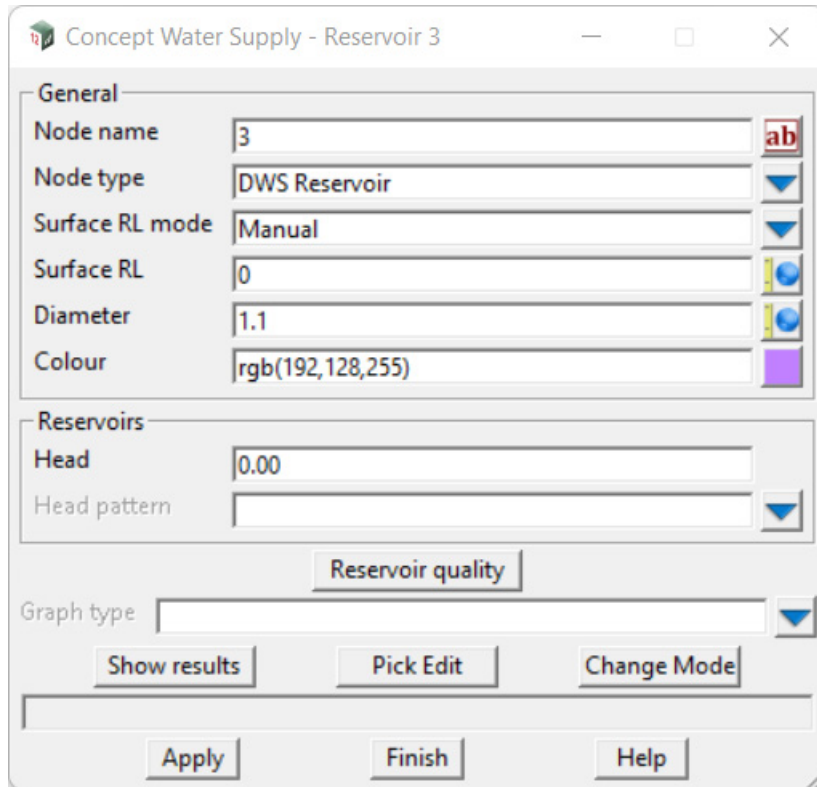 Concept Water Supply - Reservoir 3
General
Node name 3 ab
Node type DWS Reservoir
Surface RL mode Manual
Surface RL 0
Diameter 1.1
Colour rgb(192,128,255)
Reservoirs
Head 0.00
Head pattern
Reservoir quality
Graph type
Show results Pick Edit Change Mode
Apply Finish Help